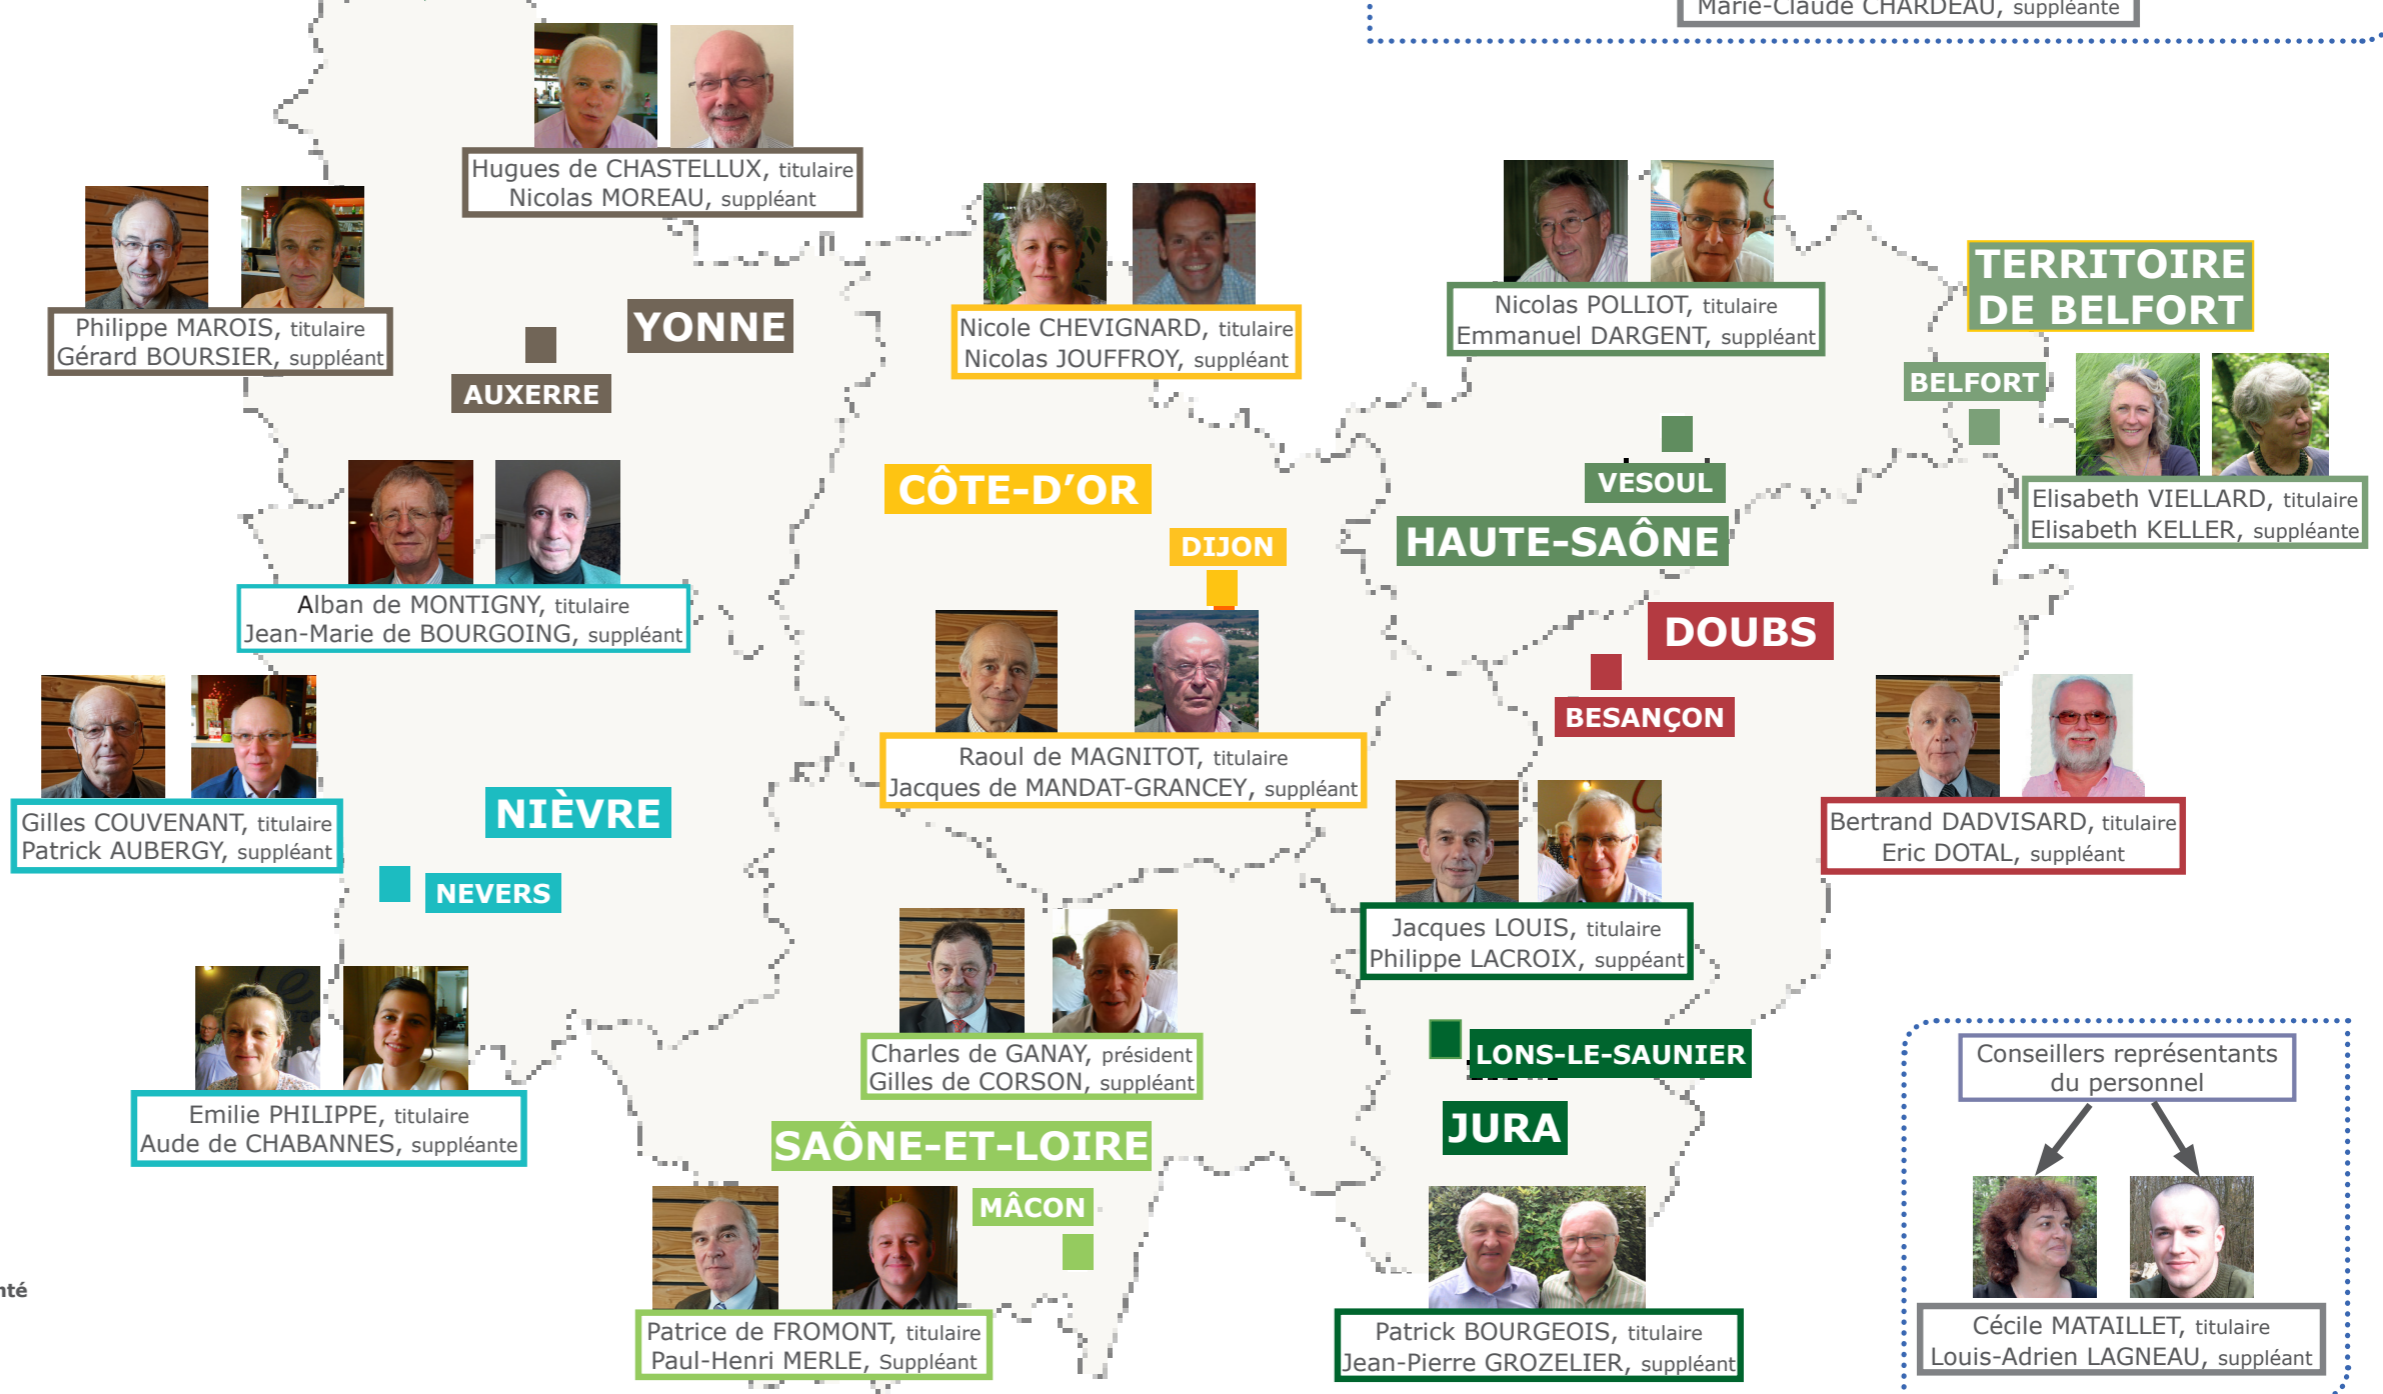 Marie-Claude CHARDEAU, suppléante
Hugues de CHASTELLUX, titulaire
Nicolas MOREAU, suppléant
Philippe MAROIS, titulaire
Gérard BOURSIER, suppléant
YONNE
AUXERRE
Nicole CHEVIGNARD, titulaire
Nicolas JOUFFROY, suppléant
Nicolas POLLIOT, titulaire
Emmanuel DARGENT, suppléant
TERRITOIRE
DE BELFORT
BELFORT
Elisabeth VIELLARD, titulaire
Elisabeth KELLER, suppléante
CÔTE-D’OR
DIJON
VESOUL
HAUTE-SAÔNE
Alban de MONTIGNY, titulaire
Jean-Marie de BOURGOING, suppléant
DOUBS
BESANÇON
Raoul de MAGNITOT, titulaire
Jacques de MANDAT-GRANCEY, suppléant
Gilles COUVENANT, titulaire
Patrick AUBERGY, suppléant
NIÈVRE
NEVERS
Bertrand DADVISARD, titulaire
Eric DOTAL, suppléant
Jacques LOUIS, titulaire
Philippe LACROIX, suppéant
Charles de GANAY, président
Gilles de CORSON, suppléant
LONS-LE-SAUNIER
JURA
Emilie PHILIPPE, titulaire
Aude de CHABANNES, suppléante
SAÔNE-ET-LOIRE
MÂCON
Conseillers représentants
du personnel
nté
Patrice de FROMONT, titulaire
Paul-Henri MERLE, Suppléant
Patrick BOURGEOIS, titulaire
Jean-Pierre GROZELIER, suppléant
Cécile MATAILLET, titulaire
Louis-Adrien LAGNEAU, suppléant